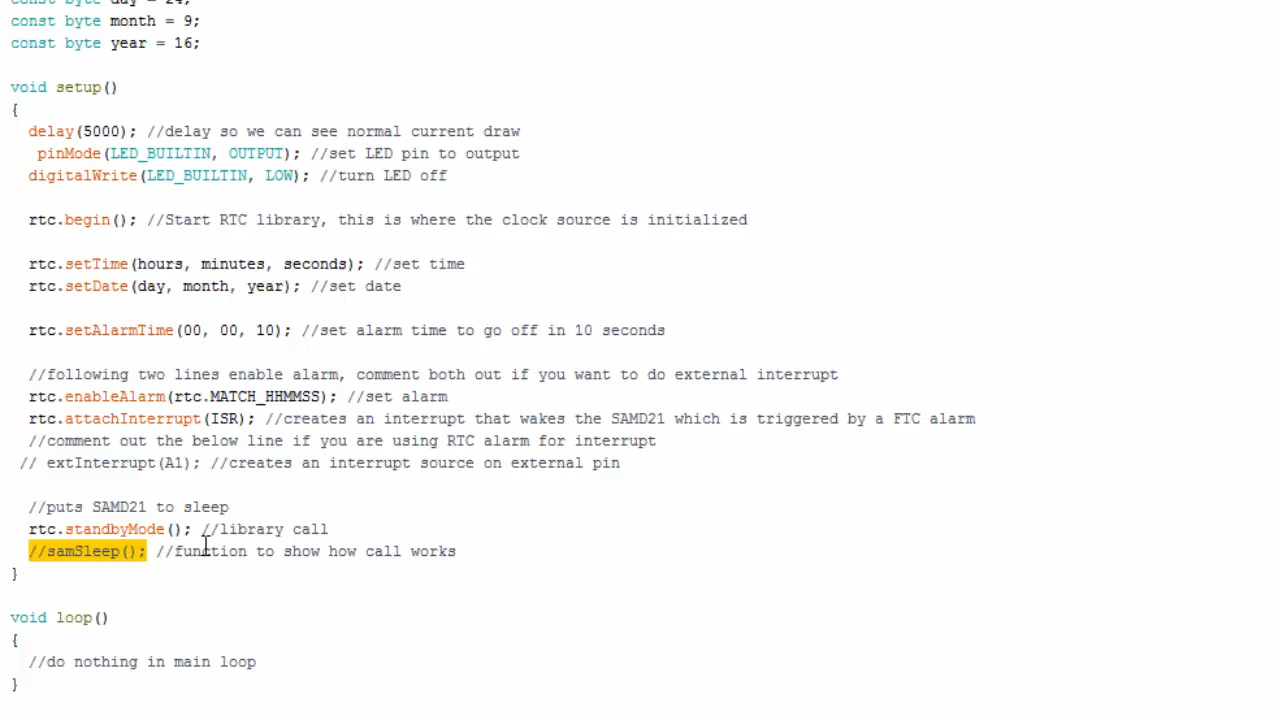 const byte day = 24;
const byte month = 9;
const byte year = 16;
void setup()
{
delay(5000); //delay so we can see normal current draw
pinMode(LED_BUILTIN, OUTPUT); //set LED pin to output
digitalWrite(LED_BUILTIN, LOW); //turn LED off
rtc.begin(); //Start RTC library, this is where the clock source is initialized
rtc.setTime(hours, minutes, seconds); //set time
rtc.setDate(day, month, year); //set date
rtc.setAlarmTime(00, 00, 10); //set alarm time to go off in 10 seconds
//following two lines enable alarm, comment both out if you want to do external interrupt
rtc.enableAlarm(rtc.MATCH_HHMMSS); //set alarm
rtc.attachInterrupt(ISR); //creates an interrupt that wakes the SAMD21 which is triggered by a FTC alarm
//comment out the below line if you are using RTC alarm for interrupt
// extInterrupt(A1); //creates an interrupt source on external pin
//puts SAMD21 to sleep
rtc.standbyMode(); //library call
//samSleep(); //function to show how call works
}
void loop()
{
//do nothing in main loop
}